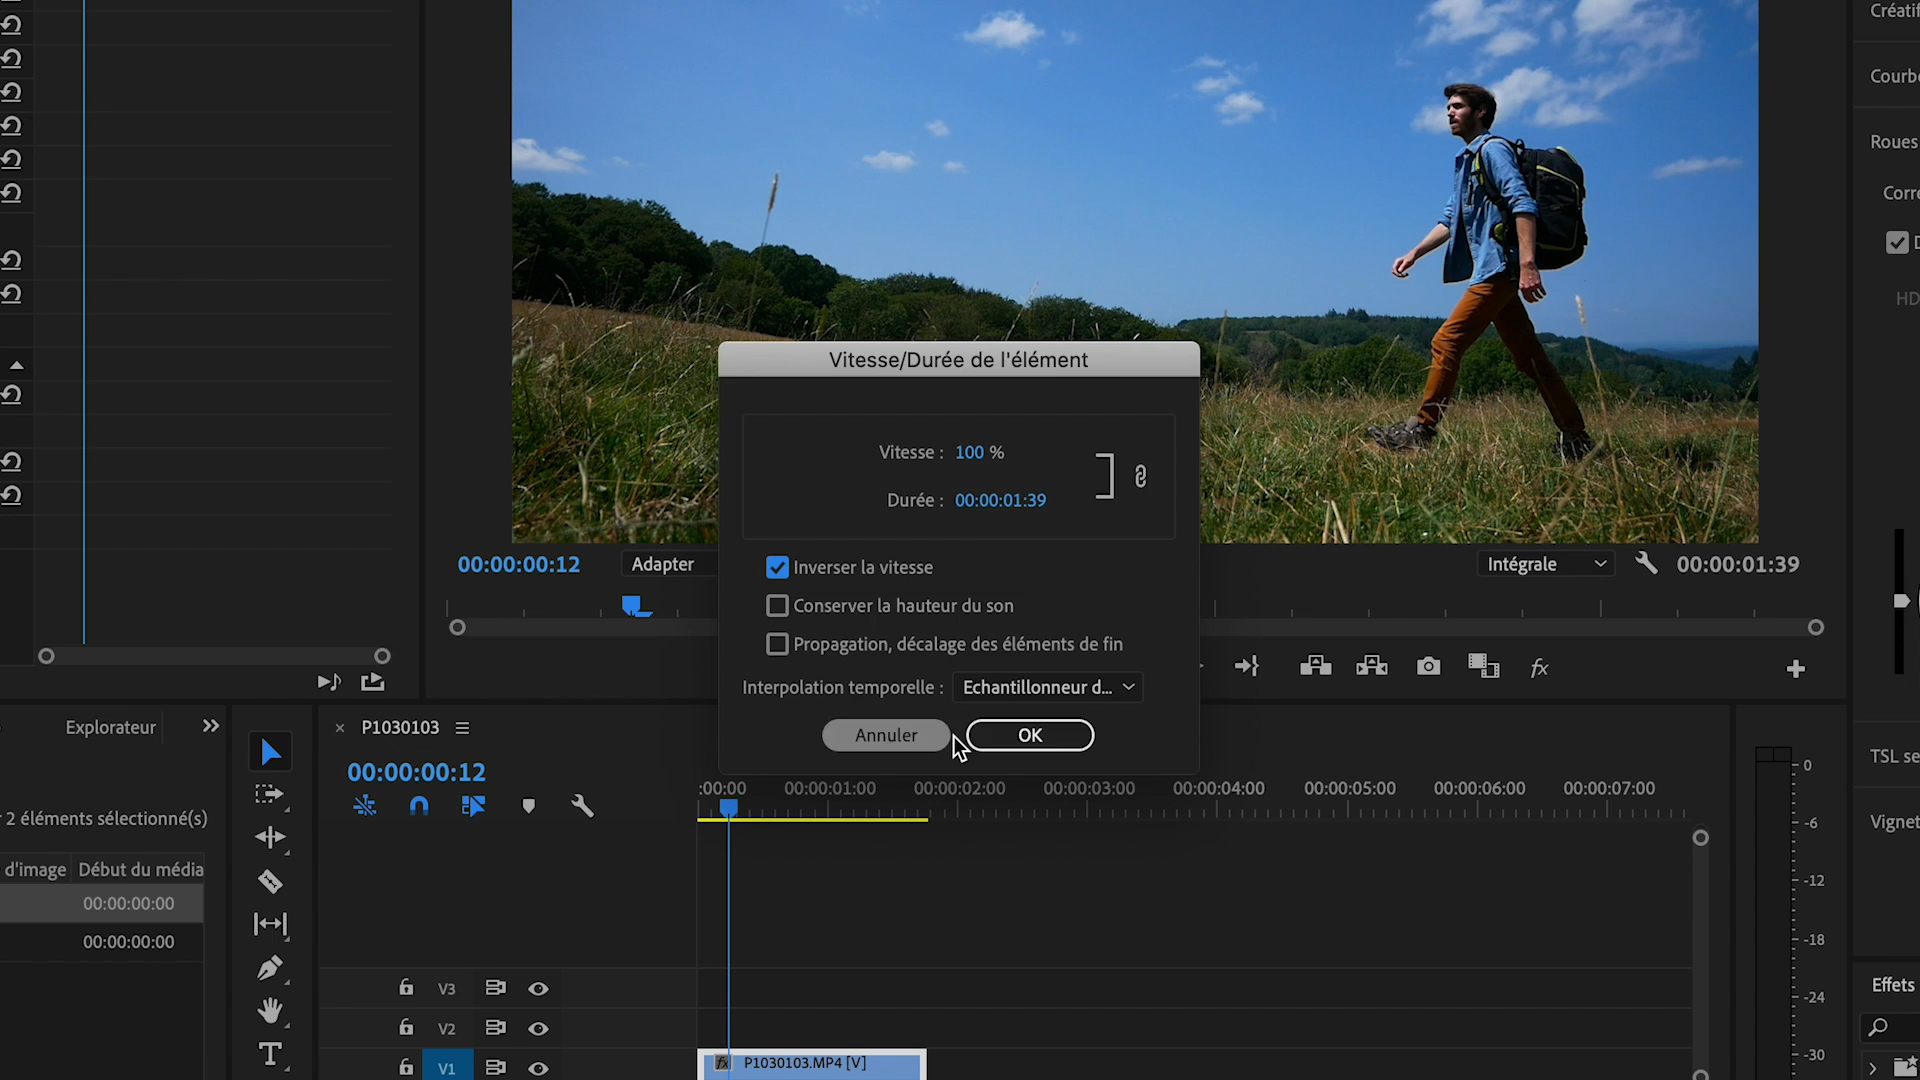 Créatif
Courbe
Roues
Corre
D
HD
Vitesse/Durée de l'élément
Vitesse : 100 %
Durée : 00:00:01:39
Inverser la vitesse
Conserver la hauteur du son
Propagation, décalage des éléments de fin
Interpolation temporelle : Echantillonneur d...
Annuler OK
00:00:00:12 Adapter Intégrale 00:00:01:39
fx
Explorateur
P1030103
00:00:00:12
:00:00 00:00:01:00 00:00:02:00 00:00:03:00 00:00:04:00 00:00:05:00 00:00:06:00 00:00:07:00
2 éléments sélectionné(s)
d'image Début du média
00:00:00:00
00:00:00:00
T
V3
V2
V1
fx P1030103.MP4 [V]
0
-6
-12
-18
-24
-30
TSL se
Vignet
Effets